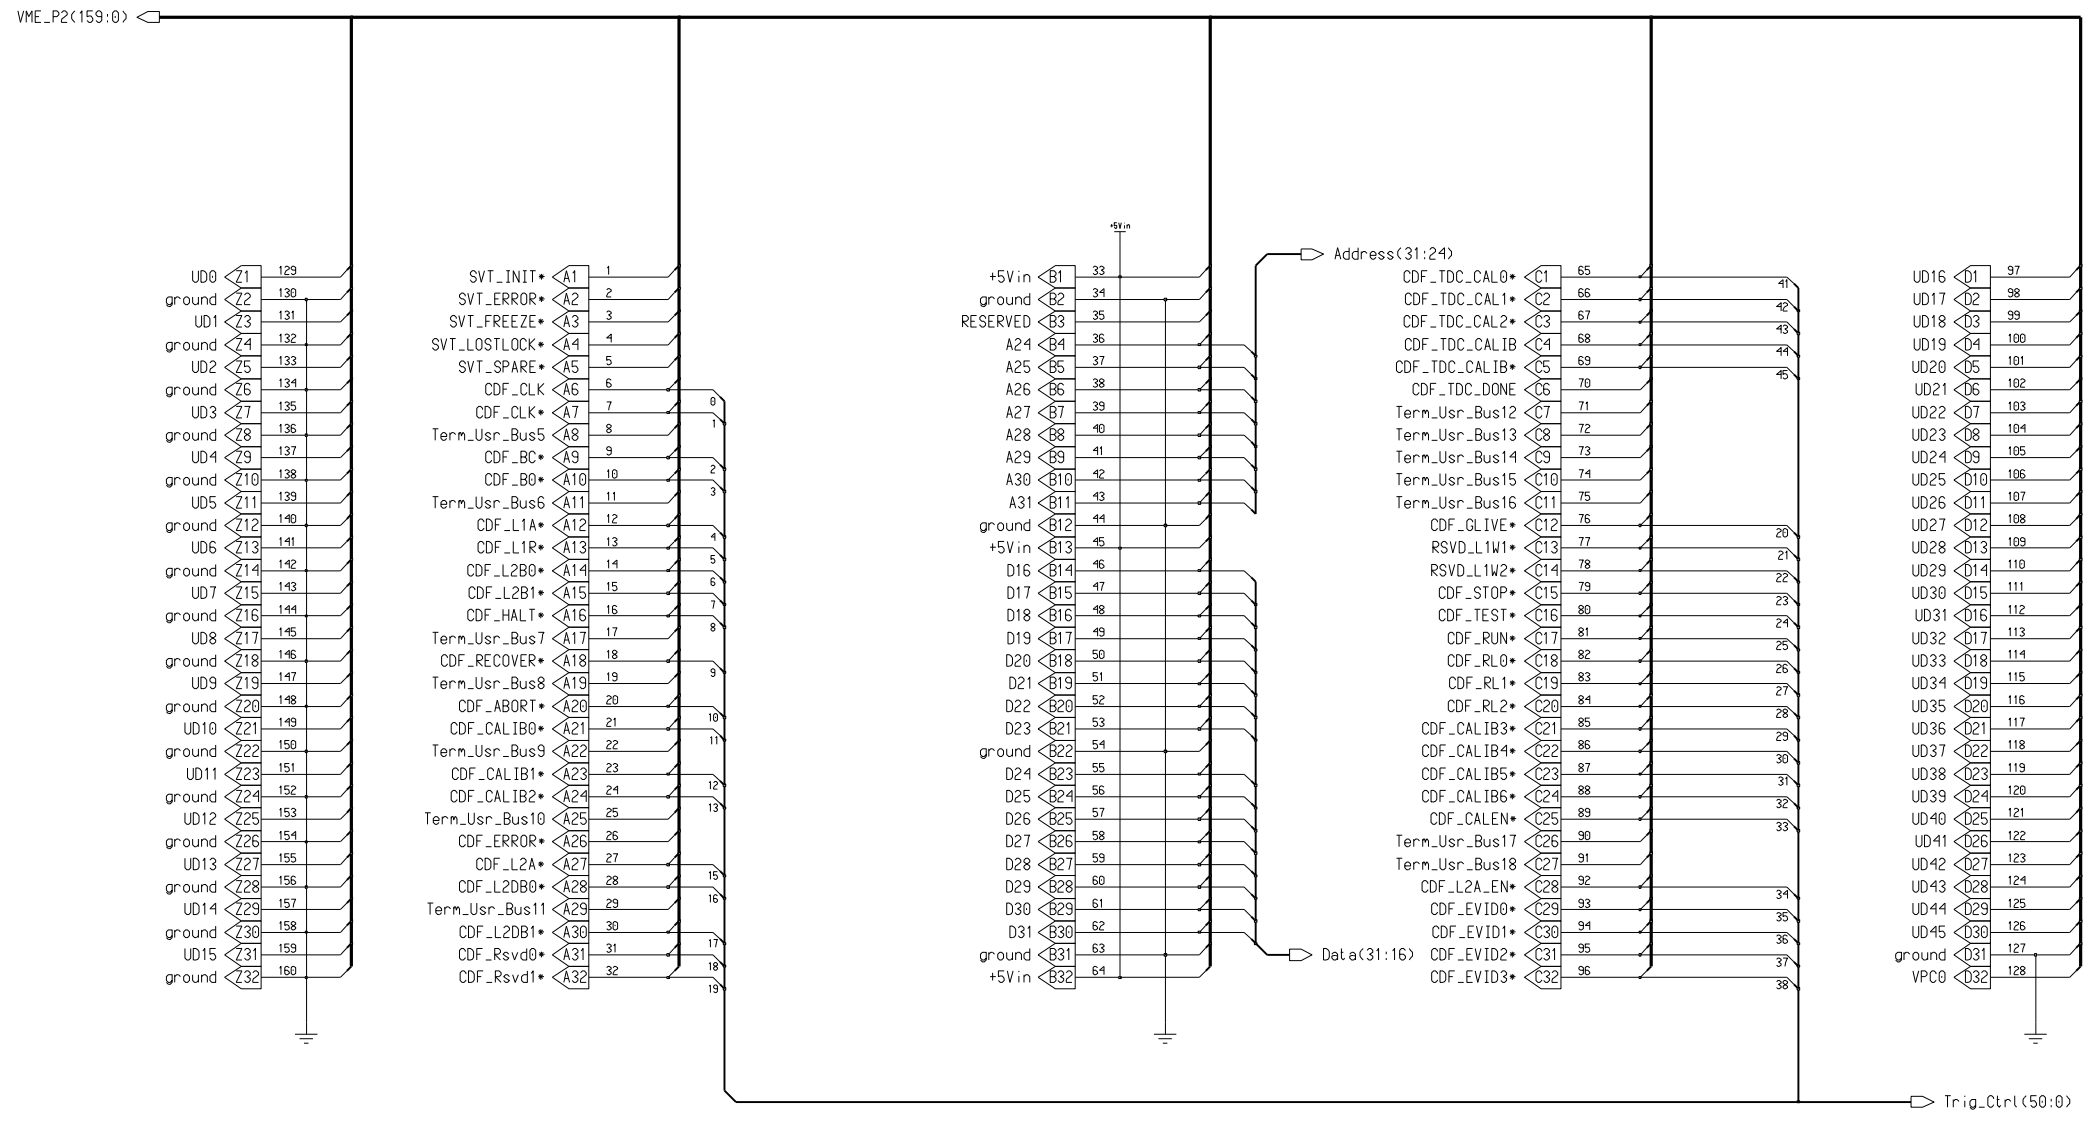 VME_P2(159:0)
UD0 Z1 129
ground Z2 130
UD1 Z3 131
ground Z4 132
UD2 Z5 133
ground Z6 134
UD3 Z7 135
ground Z8 136
UD4 Z9 137
ground Z10 138
UD5 Z11 139
ground Z12 140
UD6 Z13 141
ground Z14 142
UD7 Z15 143
ground Z16 144
UD8 Z17 145
ground Z18 146
UD9 Z19 147
ground Z20 148
UD10 Z21 149
ground Z22 150
UD11 Z23 151
ground Z24 152
UD12 Z25 153
ground Z26 154
UD13 Z27 155
ground Z28 156
UD14 Z29 157
ground Z30 158
UD15 Z31 159
ground Z32 160
SVT_INIT* A1 1
SVT_ERROR* A2 2
SVT_FREEZE* A3 3
SVT_LOSTLOCK* A4 4
SVT_SPARE* A5 5
CDF_CLK A6 6 0
CDF_CLK* A7 7 1
Term_Usr_Bus5 A8 8
CDF_BC* A9 9 2
CDF_B0* A10 10 3
Term_Usr_Bus6 A11 11
CDF_L1A* A12 12 4
CDF_L1R* A13 13 5
CDF_L2B0* A14 14 6
CDF_L2B1* A15 15 7
CDF_HALT* A16 16 8
Term_Usr_Bus7 A17 17
CDF_RECOVER* A18 18 9
Term_Usr_Bus8 A19 19
CDF_ABORT* A20 20 10
CDF_CALIB0* A21 21 11
Term_Usr_Bus9 A22 22
CDF_CALIB1* A23 23 12
CDF_CALIB2* A24 24 13
Term_Usr_Bus10 A25 25
CDF_ERROR* A26 26
CDF_L2A* A27 27 15
CDF_L2DB0* A28 28 16
Term_Usr_Bus11 A29 29
CDF_L2DB1* A30 30 17
CDF_Rsvd0* A31 31 18
CDF_Rsvd1* A32 32 19
+5Vin
+5Vin B1 33
ground B2 34
RESERVED B3 35
A24 B4 36
A25 B5 37
A26 B6 38
A27 B7 39
A28 B8 40
A29 B9 41
A30 B10 42
A31 B11 43
ground B12 44
+5Vin B13 45
D16 B14 46
D17 B15 47
D18 B16 48
D19 B17 49
D20 B18 50
D21 B19 51
D22 B20 52
D23 B21 53
ground B22 54
D24 B23 55
D25 B24 56
D26 B25 57
D27 B26 58
D28 B27 59
D29 B28 60
D30 B29 61
D31 B30 62
ground B31 63
+5Vin B32 64
Address(31:24)
Data(31:16)
CDF_TDC_CAL0* C1 65 41
CDF_TDC_CAL1* C2 66 42
CDF_TDC_CAL2* C3 67 43
CDF_TDC_CALIB C4 68 44
CDF_TDC_CALIB* C5 69 45
CDF_TDC_DONE C6 70
Term_Usr_Bus12 C7 71
Term_Usr_Bus13 C8 72
Term_Usr_Bus14 C9 73
Term_Usr_Bus15 C10 74
Term_Usr_Bus16 C11 75
CDF_GLIVE* C12 76 20
RSVD_L1W1* C13 77 21
RSVD_L1W2* C14 78 22
CDF_STOP* C15 79 23
CDF_TEST* C16 80 24
CDF_RUN* C17 81 25
CDF_RL0* C18 82 26
CDF_RL1* C19 83 27
CDF_RL2* C20 84 28
CDF_CALIB3* C21 85 29
CDF_CALIB4* C22 86 30
CDF_CALIB5* C23 87 31
CDF_CALIB6* C24 88 32
CDF_CALEN* C25 89 33
Term_Usr_Bus17 C26 90
Term_Usr_Bus18 C27 91
CDF_L2A_EN* C28 92 34
CDF_EVID0* C29 93 35
CDF_EVID1* C30 94 36
CDF_EVID2* C31 95 37
CDF_EVID3* C32 96 38
UD16 D1 97
UD17 D2 98
UD18 D3 99
UD19 D4 100
UD20 D5 101
UD21 D6 102
UD22 D7 103
UD23 D8 104
UD24 D9 105
UD25 D10 106
UD26 D11 107
UD27 D12 108
UD28 D13 109
UD29 D14 110
UD30 D15 111
UD31 D16 112
UD32 D17 113
UD33 D18 114
UD34 D19 115
UD35 D20 116
UD36 D21 117
UD37 D22 118
UD38 D23 119
UD39 D24 120
UD40 D25 121
UD41 D26 122
UD42 D27 123
UD43 D28 124
UD44 D29 125
UD45 D30 126
ground D31 127
VPC0 D32 128
Trig_Ctrl(50:0)